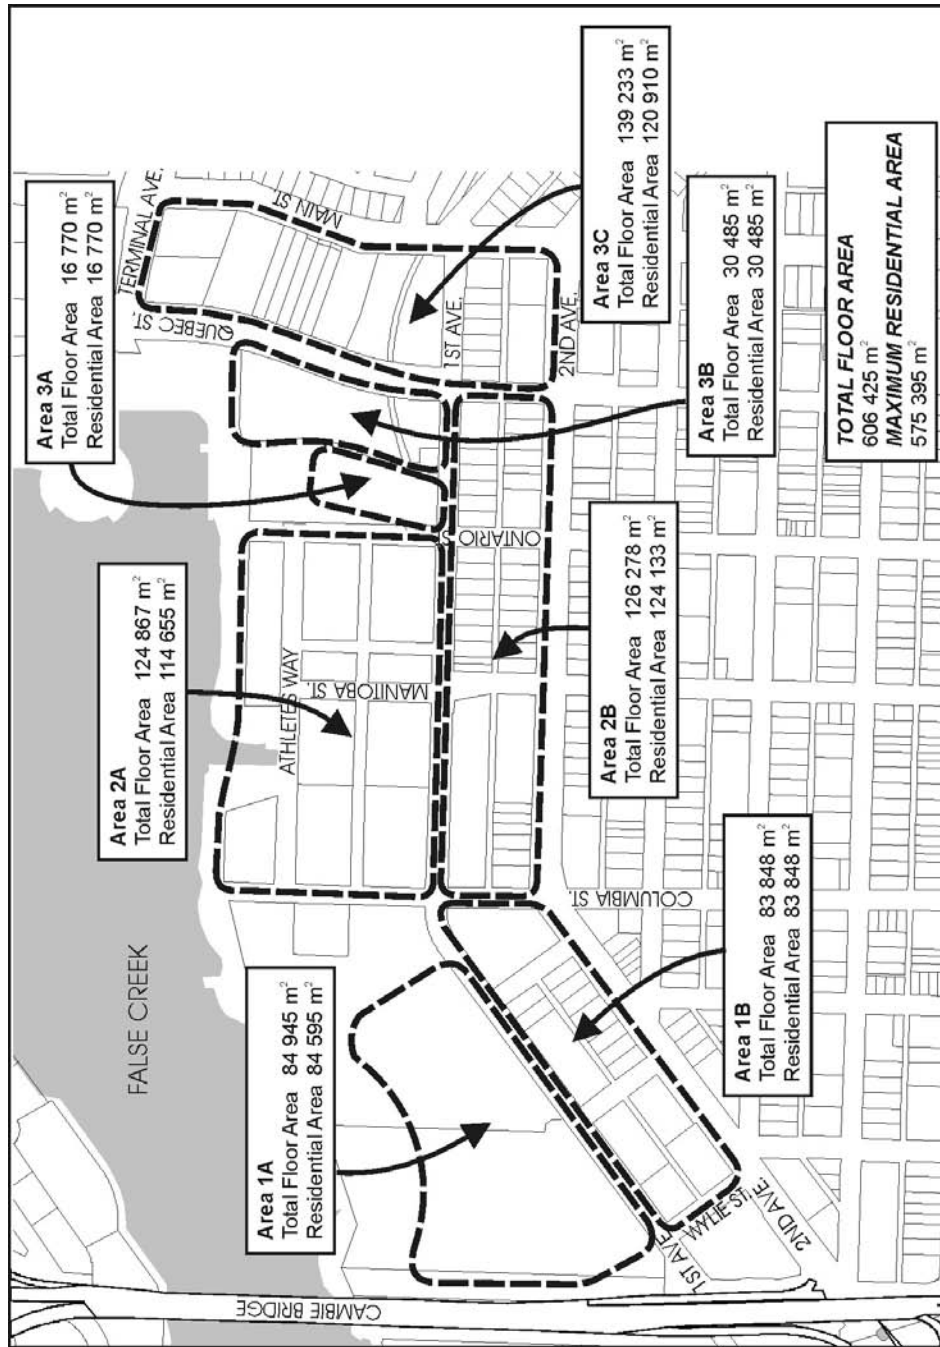 FALSE CREEK
CAMBIE BRIDGE
Area 1A
Total Floor Area 84 945 m²
Residential Area 84 595 m²
Area 2A
Total Floor Area 124 867 m²
Residential Area 114 655 m²
Area 3A
Total Floor Area 16 770 m²
Residential Area 16 770 m²
TERMINAL AVE.
QUEBEC ST.
MAIN ST.
ATHLETES WAY
MANITOBA ST.
ONTARIO ST.
1ST AVE.
2ND AVE.
1ST AVE.
WYLIE ST.
2ND AVE.
COLUMBIA ST.
Area 1B
Total Floor Area 83 848 m²
Residential Area 83 848 m²
Area 2B
Total Floor Area 126 278 m²
Residential Area 124 133 m²
Area 3B
Total Floor Area 30 485 m²
Residential Area 30 485 m²
Area 3C
Total Floor Area 139 233 m²
Residential Area 120 910 m²
TOTAL FLOOR AREA
606 425 m²
MAXIMUM RESIDENTIAL AREA
575 395 m²